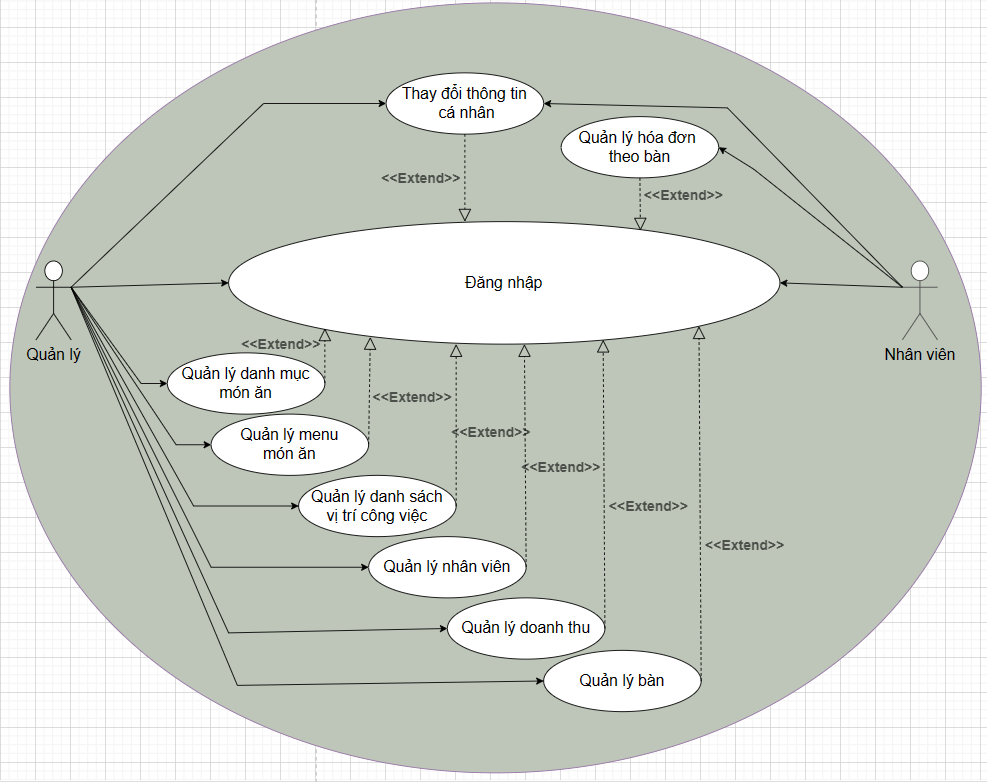 Thay đổi thông tin
cá nhân
Quản lý hóa đơn
theo bàn
<<Extend>>
<<Extend>>
Đăng nhập
Quản lý
Nhân viên
<<Extend>>
Quản lý danh mục
món ăn
<<Extend>>
Quản lý menu
món ăn
<<Extend>>
<<Extend>>
Quản lý danh sách
vị trí công việc
<<Extend>>
<<Extend>>
Quản lý nhân viên
Quản lý doanh thu
Quản lý bàn